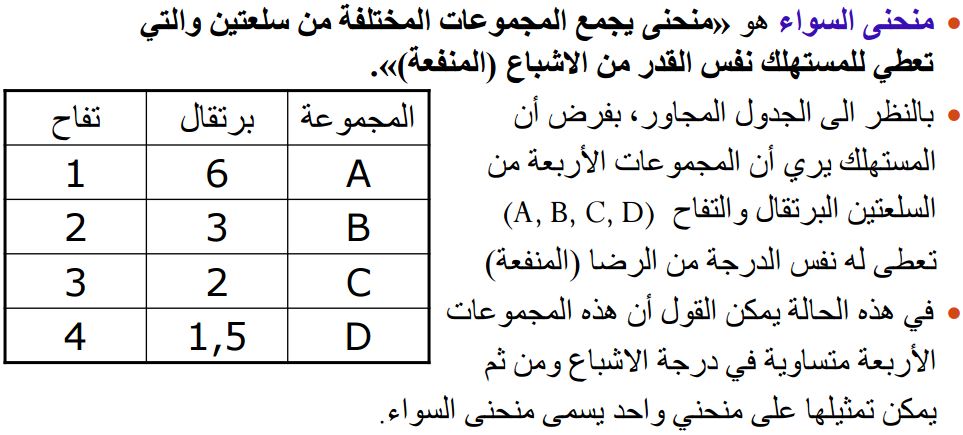 • منحنى السواء هو «منحنى يجمع المجموعات المختلفة من سلعتين والتي
تعطي للمستهلك نفس القدر من الاشباع (المنفعة)».
• بالنظر الى الجدول المجاور، بفرض أن
المستهلك يري أن المجموعات الأربعة من
السلعتين البرتقال والتفاح (A, B, C, D)
تعطى له نفس الدرجة من الرضا (المنفعة)
• في هذه الحالة يمكن القول أن هذه المجموعات
الأربعة متساوية في درجة الاشباع ومن ثم
يمكن تمثيلها على منحني واحد يسمى منحنى السواء.
المجموعة برتقال تفاح
A 6 1
B 3 2
C 2 3
D 1,5 4